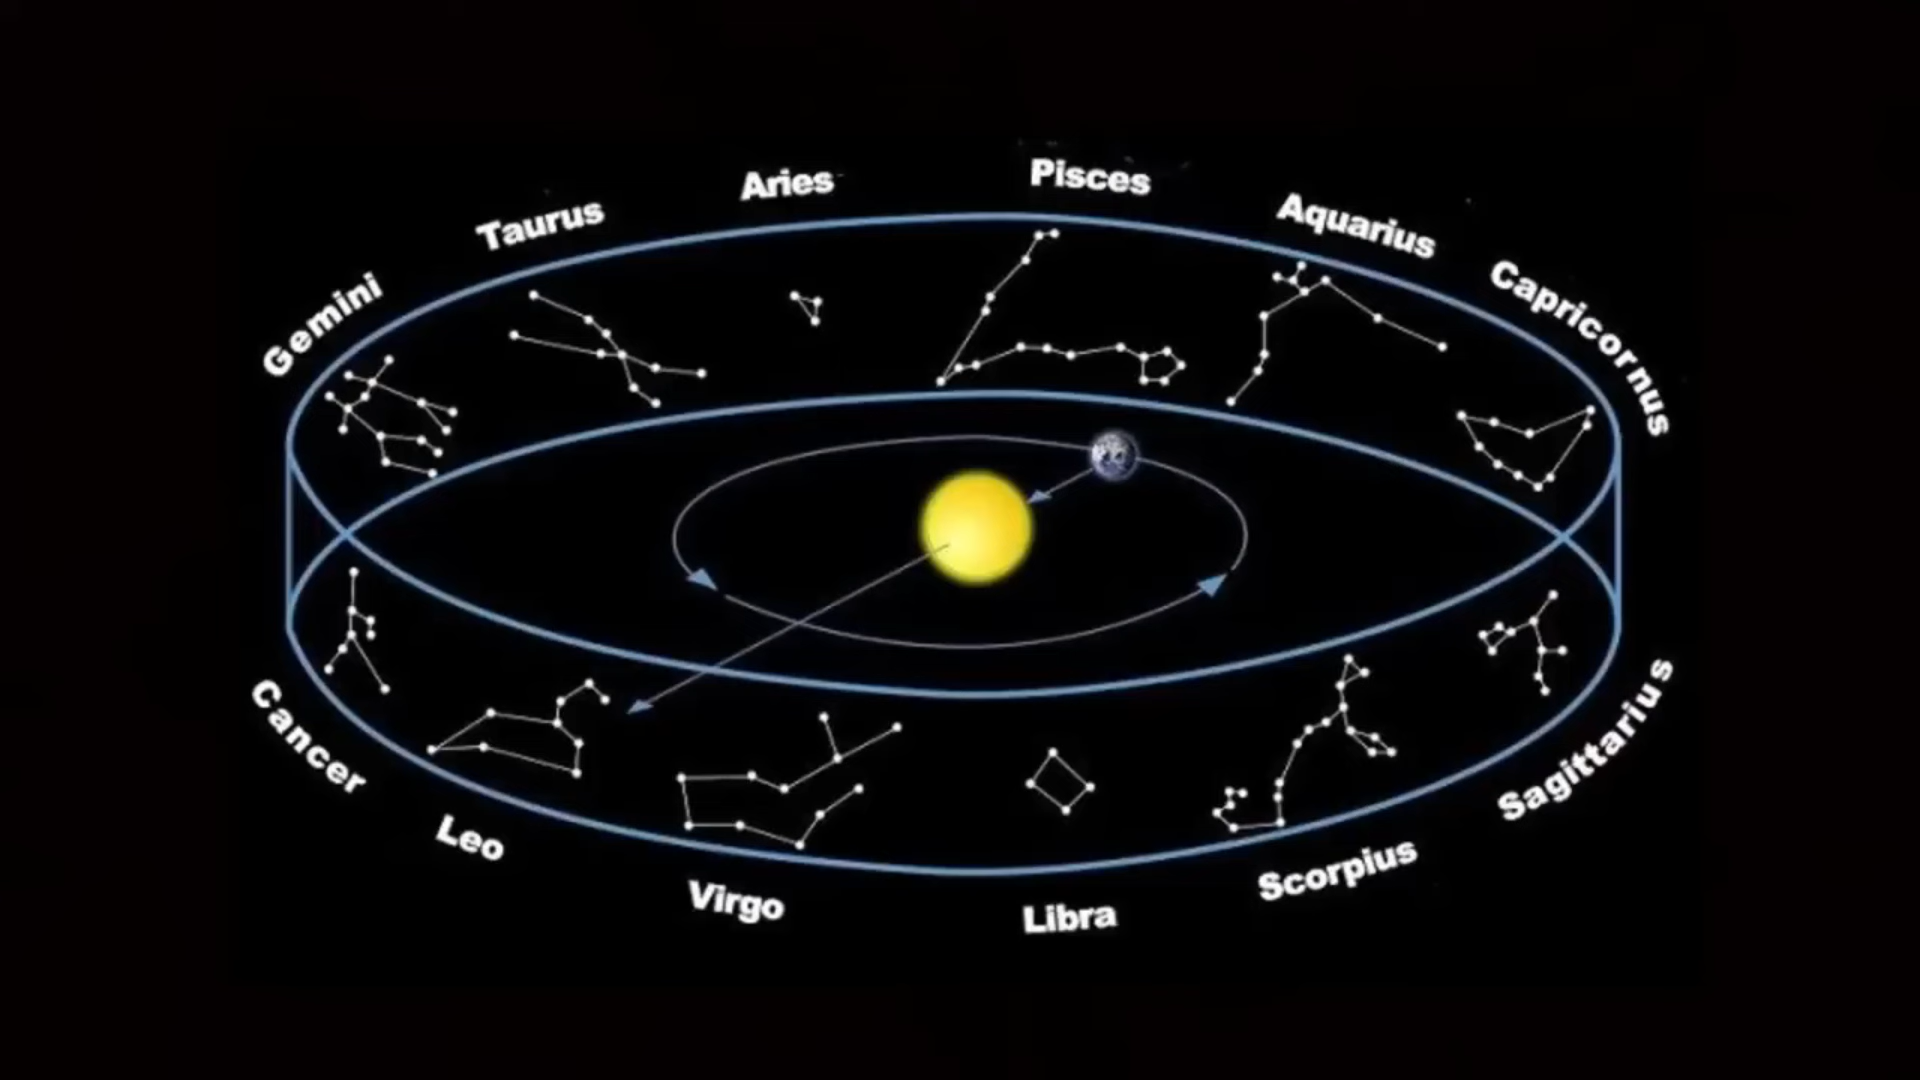 Pisces
Aries
Aquarius
Taurus
Capricornus
Gemini
Cancer
Sagittarius
Leo
Scorpius
Virgo
Libra